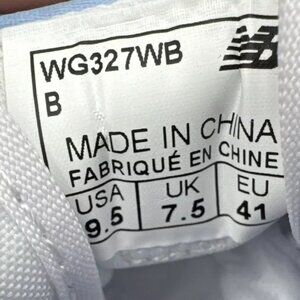 WG327WB
B
MADE IN CHINA
FABRIQUÉ EN CHINE
USA UK EU
9.5 7.5 41